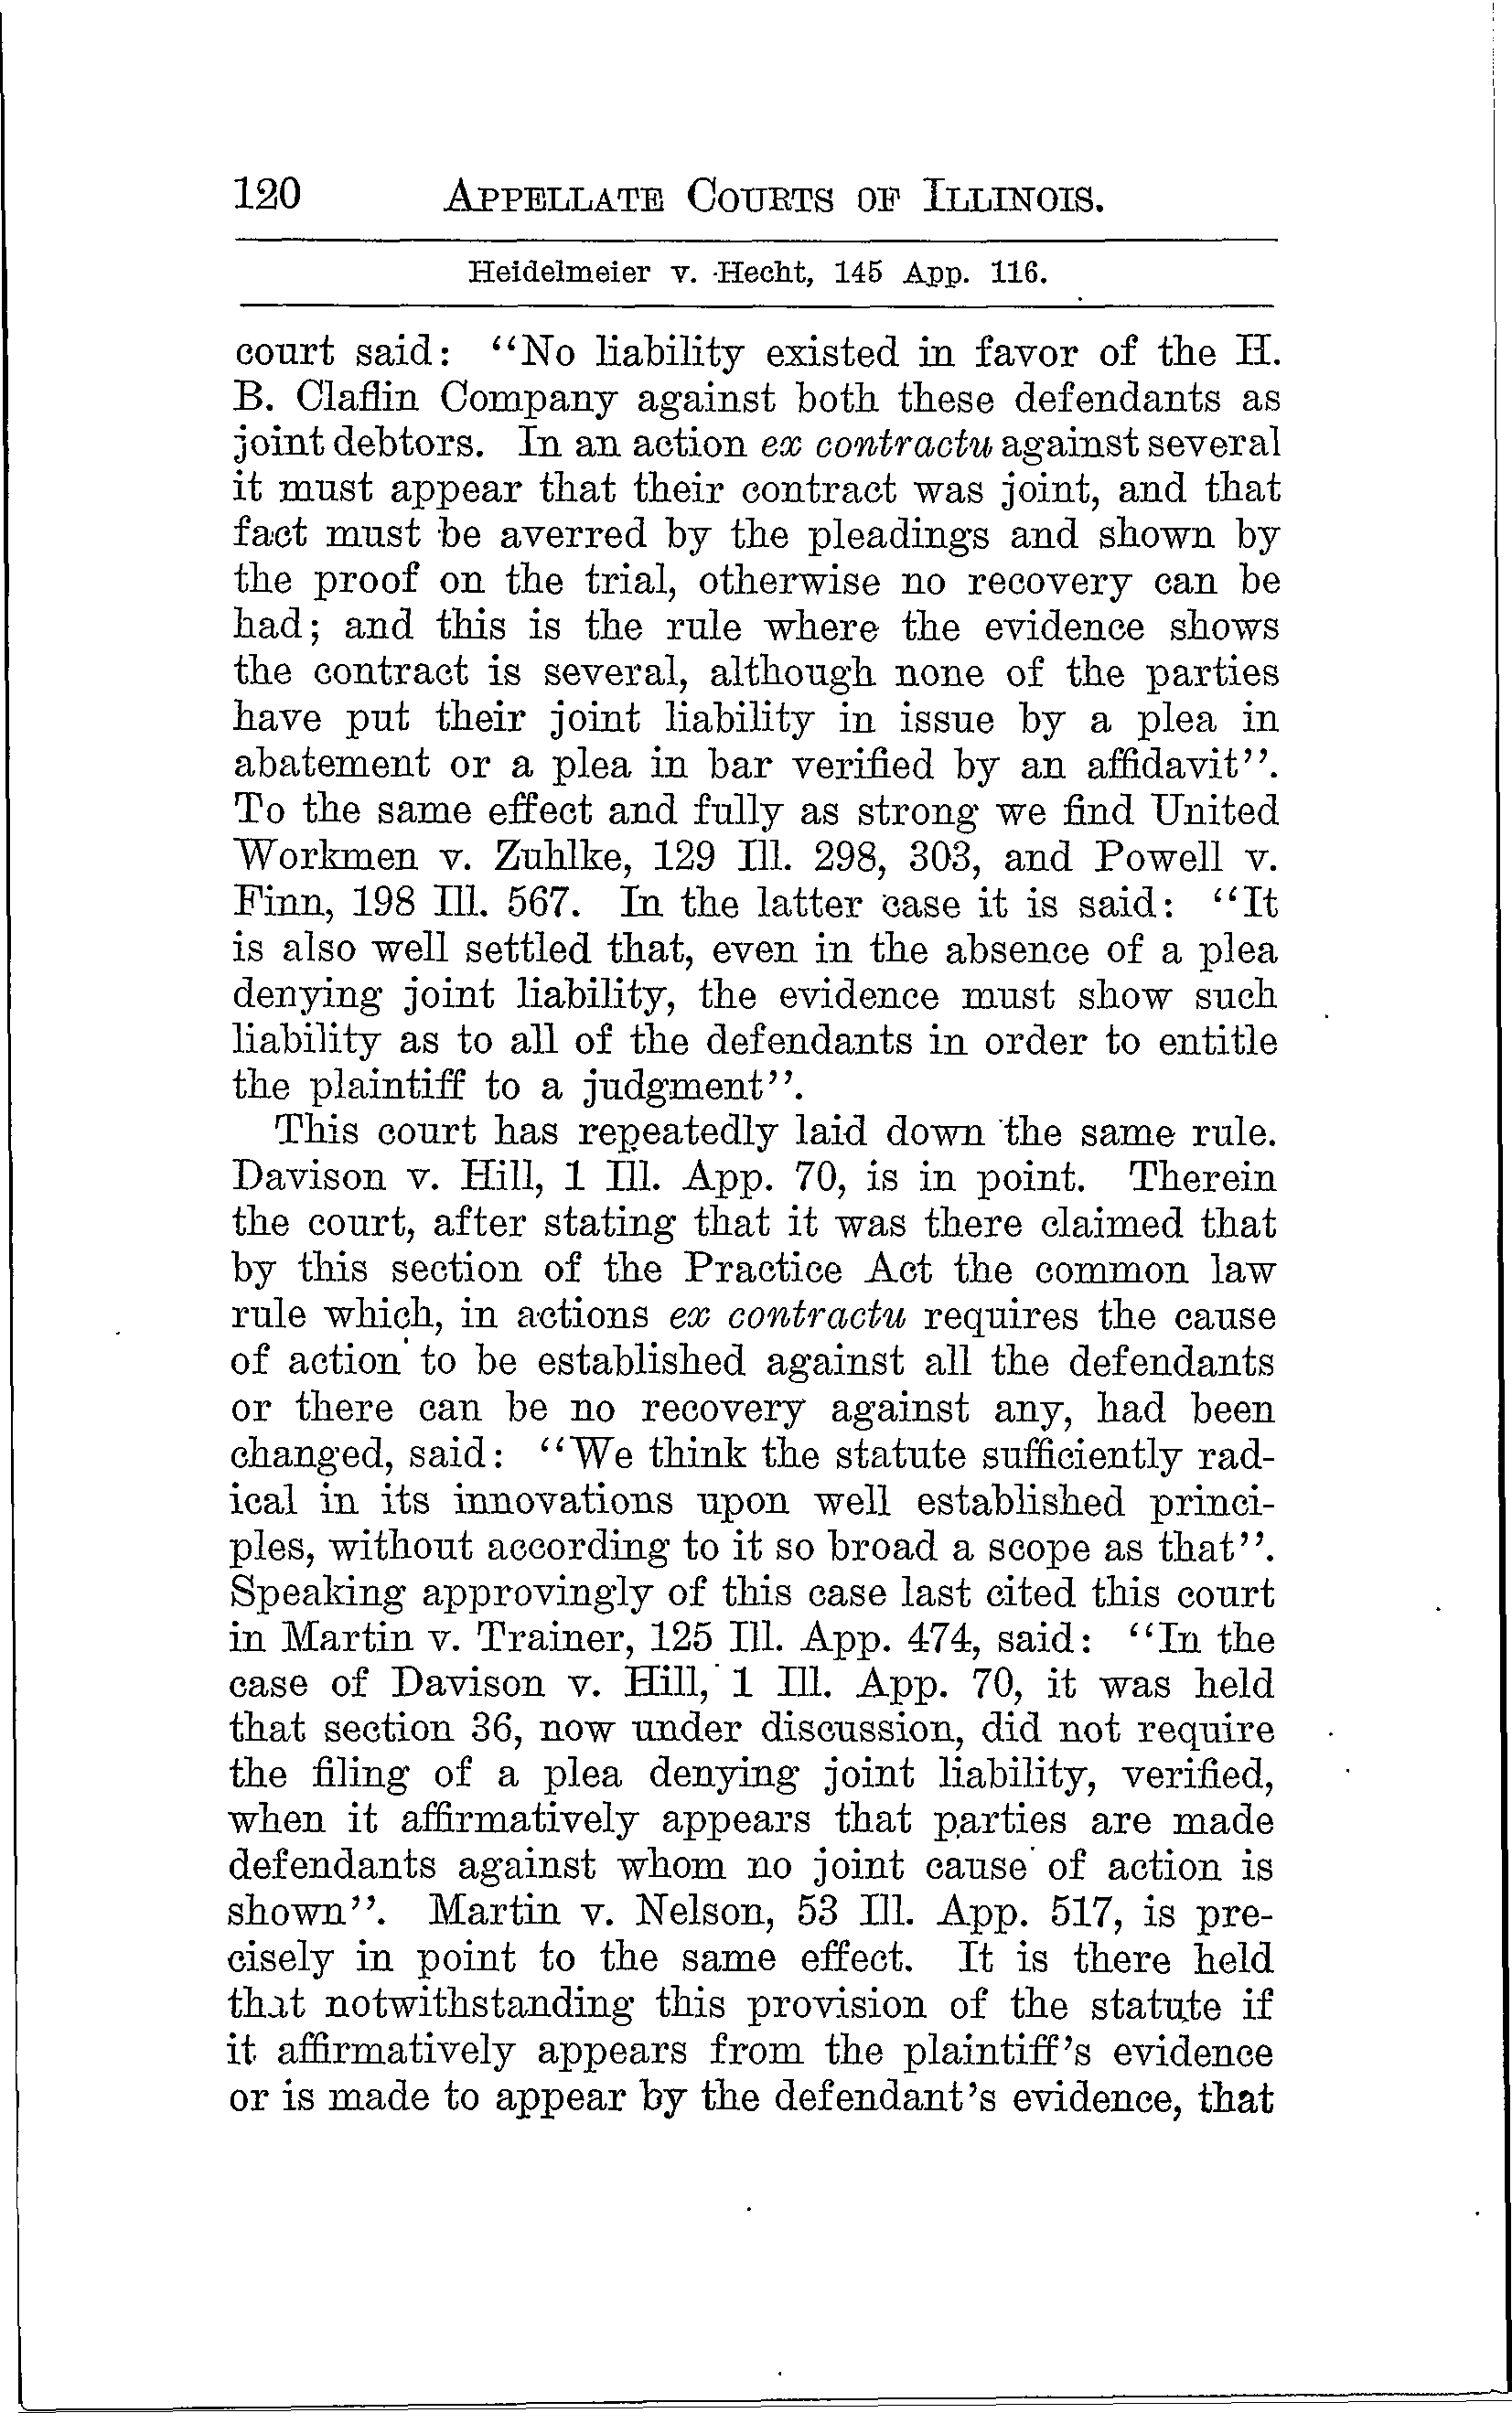 120 APPELLATE COURTS OF ILLINOIS.
Heidelmeier v. Hecht, 145 App. 116.
court said: “No liability existed in favor of the H.
B. Claflin Company against both these defendants as
joint debtors. In an action ex contractu against several
it must appear that their contract was joint, and that
fact must be averred by the pleadings and shown by
the proof on the trial, otherwise no recovery can be
had; and this is the rule where the evidence shows
the contract is several, although none of the parties
have put their joint liability in issue by a plea in
abatement or a plea in bar verified by an affidavit”.
To the same effect and fully as strong we find United
Workmen v. Zuhlke, 129 Ill. 298, 303, and Powell v.
Finn, 198 Ill. 567. In the latter case it is said: “It
is also well settled that, even in the absence of a plea
denying joint liability, the evidence must show such
liability as to all of the defendants in order to entitle
the plaintiff to a judgment”.
This court has repeatedly laid down the same rule.
Davison v. Hill, 1 Ill. App. 70, is in point. Therein
the court, after stating that it was there claimed that
by this section of the Practice Act the common law
rule which, in actions ex contractu requires the cause
of action to be established against all the defendants
or there can be no recovery against any, had been
changed, said: “We think the statute sufficiently rad-
ical in its innovations upon well established princi-
ples, without according to it so broad a scope as that”.
Speaking approvingly of this case last cited this court
in Martin v. Trainer, 125 Ill. App. 474, said: “In the
case of Davison v. Hill, 1 Ill. App. 70, it was held
that section 36, now under discussion, did not require
the filing of a plea denying joint liability, verified,
when it affirmatively appears that parties are made
defendants against whom no joint cause of action is
shown”. Martin v. Nelson, 53 Ill. App. 517, is pre-
cisely in point to the same effect. It is there held
that notwithstanding this provision of the statute if
it affirmatively appears from the plaintiff’s evidence
or is made to appear by the defendant’s evidence, that